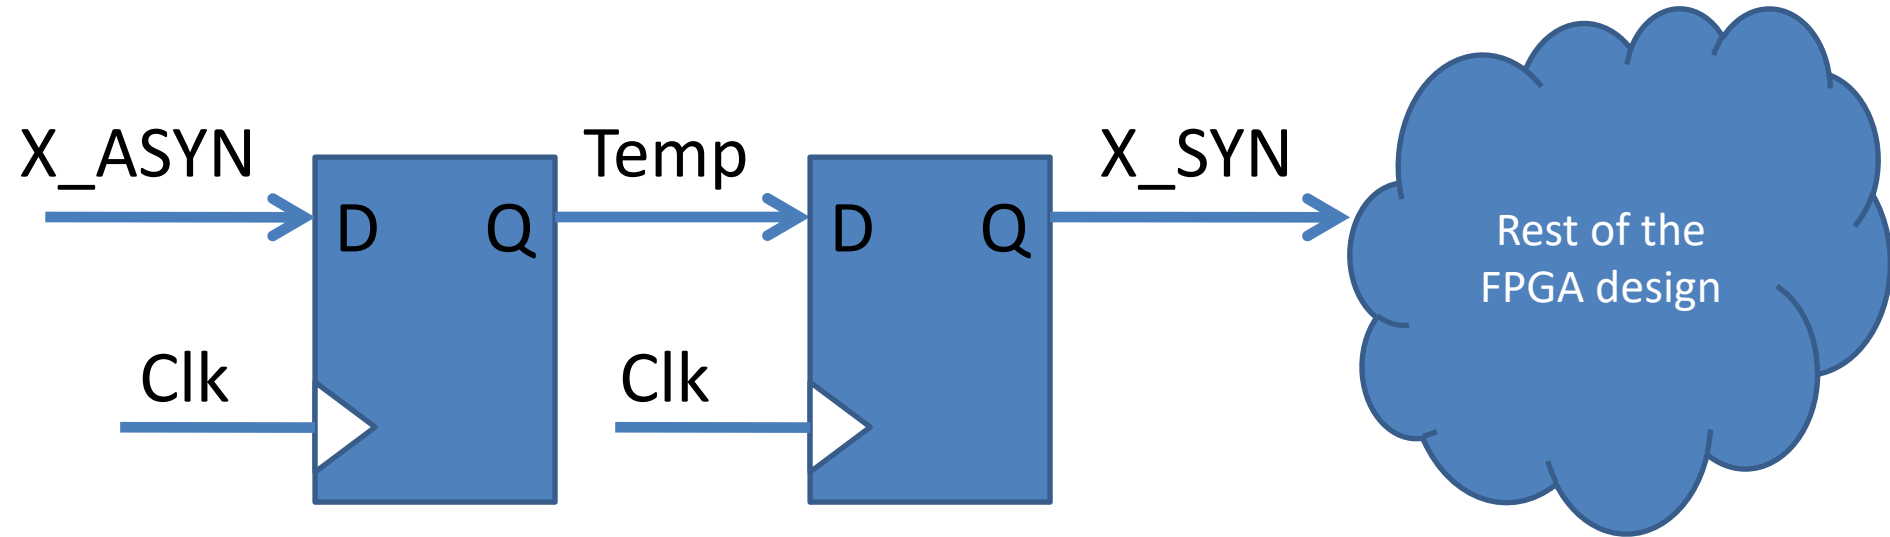 X_ASYN
Temp
X_SYN
D Q
D Q
Rest of the
FPGA design
Clk
Clk